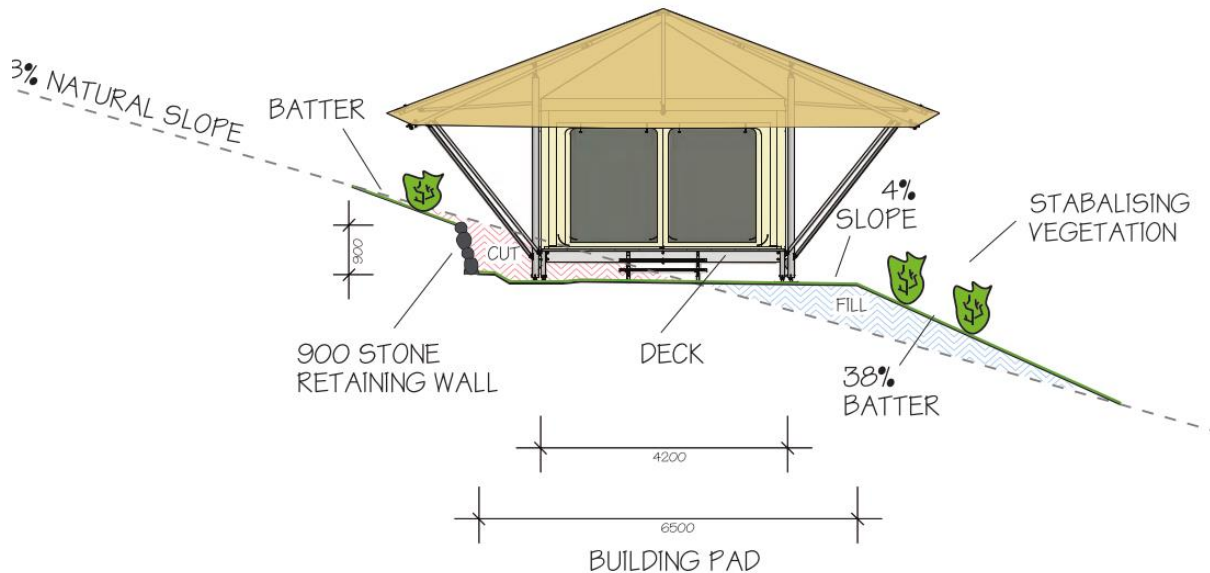 3% NATURAL SLOPE
BATTER
4%
SLOPE
STABALISING
VEGETATION
900
CUT
FILL
900 STONE
RETAINING WALL
DECK
38%
BATTER
4200
6500
BUILDING PAD